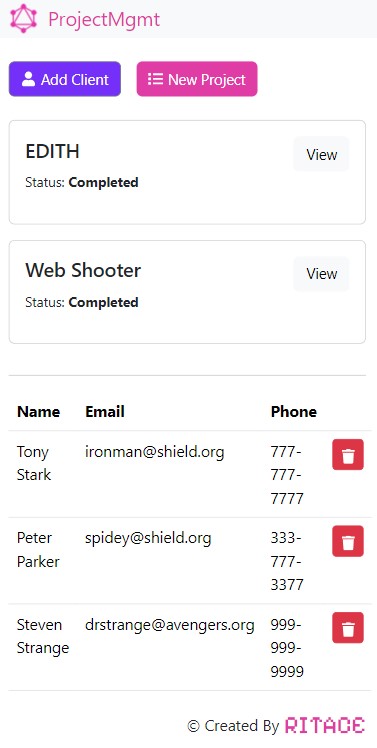 ProjectMgmt
Add Client New Project
EDITH View
Status: Completed
Web Shooter View
Status: Completed
Name Email Phone
Tony ironman@shield.org 777-
Stark 777-
7777
Peter spidey@shield.org 333-
Parker 777-
3377
Steven drstrange@avengers.org 999-
Strange 999-
9999
© Created By RITAGE